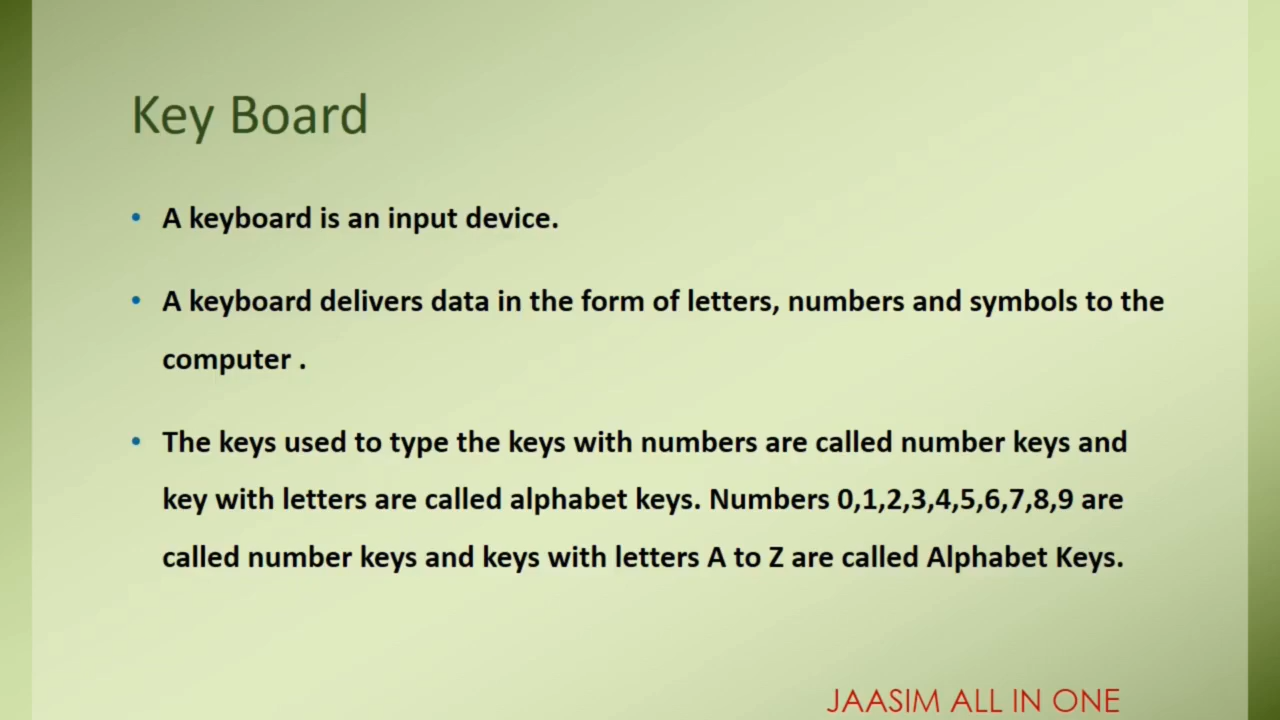 Key Board
• A keyboard is an input device.
• A keyboard delivers data in the form of letters, numbers and symbols to the
computer .
• The keys used to type the keys with numbers are called number keys and
key with letters are called alphabet keys. Numbers 0,1,2,3,4,5,6,7,8,9 are
called number keys and keys with letters A to Z are called Alphabet Keys.
JAASIM ALL IN ONE